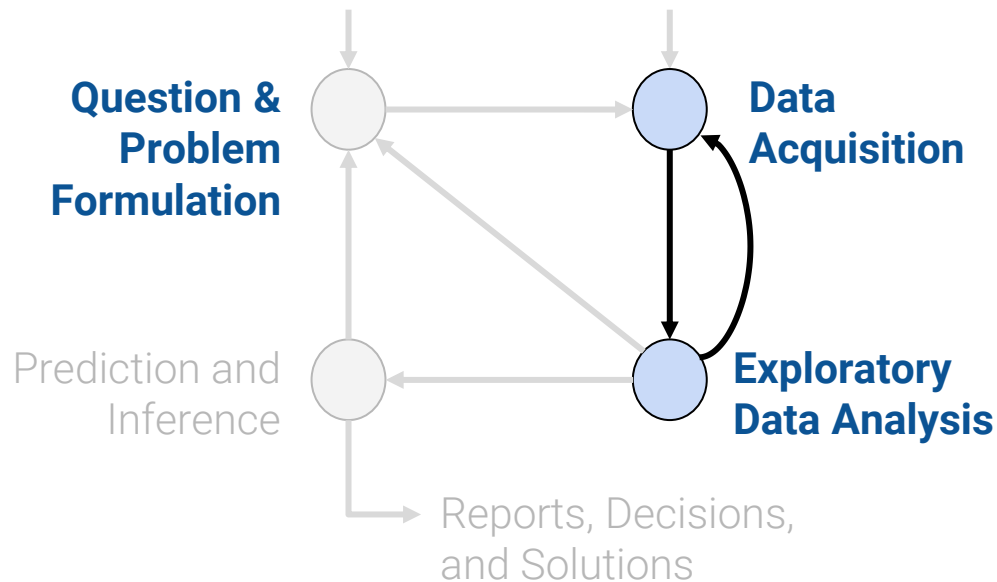 Question &
Problem
Formulation
Data
Acquisition
Prediction and
Inference
Exploratory
Data Analysis
Reports, Decisions,
and Solutions